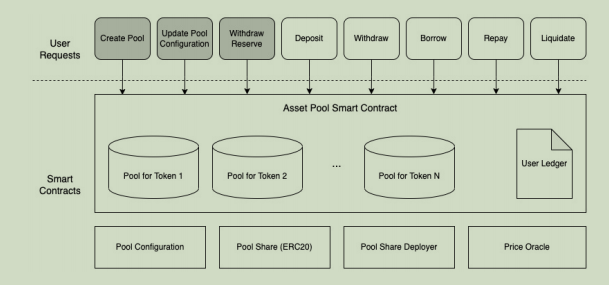 User
Requests
Create Pool
Update Pool
Configuration
Withdraw
Reserve
Deposit
Withdraw
Borrow
Repay
Liquidate
Smart
Contracts
Asset Pool Smart Contract
Pool for Token 1
Pool for Token 2
...
Pool for Token N
User Ledger
Pool Configuration
Pool Share (ERC20)
Pool Share Deployer
Price Oracle